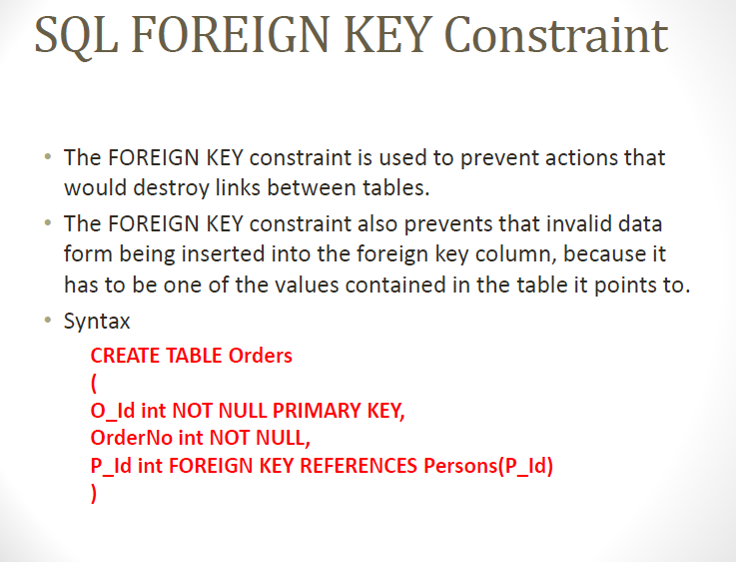 SQL FOREIGN KEY Constraint
• The FOREIGN KEY constraint is used to prevent actions that
would destroy links between tables.
• The FOREIGN KEY constraint also prevents that invalid data
form being inserted into the foreign key column, because it
has to be one of the values contained in the table it points to.
• Syntax
CREATE TABLE Orders
(
O_Id int NOT NULL PRIMARY KEY,
OrderNo int NOT NULL,
P_Id int FOREIGN KEY REFERENCES Persons(P_Id)
)